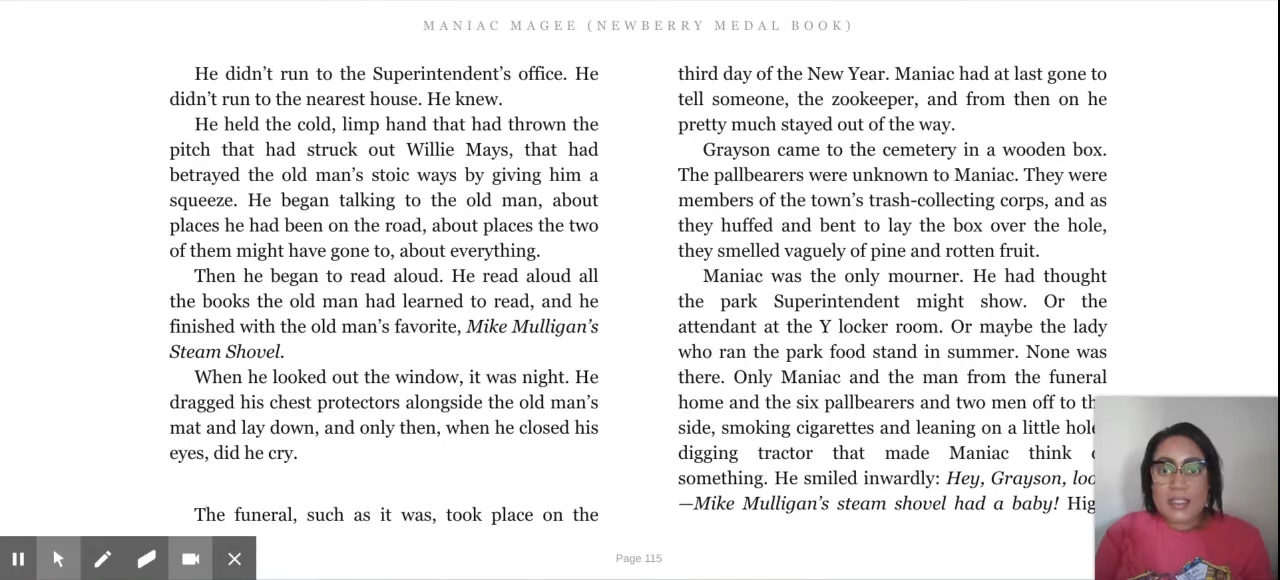 MANIAC MAGEE (NEWBERRY MEDAL BOOK)
He didn’t run to the Superintendent’s office. He
didn’t run to the nearest house. He knew.
He held the cold, limp hand that had thrown the
pitch that had struck out Willie Mays, that had
betrayed the old man’s stoic ways by giving him a
squeeze. He began talking to the old man, about
places he had been on the road, about places the two
of them might have gone to, about everything.
Then he began to read aloud. He read aloud all
the books the old man had learned to read, and he
finished with the old man’s favorite, Mike Mulligan’s
Steam Shovel.
When he looked out the window, it was night. He
dragged his chest protectors alongside the old man’s
mat and lay down, and only then, when he closed his
eyes, did he cry.
The funeral, such as it was, took place on the
third day of the New Year. Maniac had at last gone to
tell someone, the zookeeper, and from then on he
pretty much stayed out of the way.
Grayson came to the cemetery in a wooden box.
The pallbearers were unknown to Maniac. They were
members of the town’s trash-collecting corps, and as
they huffed and bent to lay the box over the hole,
they smelled vaguely of pine and rotten fruit.
Maniac was the only mourner. He had thought
the park Superintendent might show. Or the
attendant at the Y locker room. Or maybe the lady
who ran the park food stand in summer. None was
there. Only Maniac and the man from the funeral
home and the six pallbearers and two men off to
side, smoking cigarettes and leaning on a little
digging tractor that made Maniac think
something. He smiled inwardly: Hey, Grayson,
—Mike Mulligan’s steam shovel had a baby!
Page 115